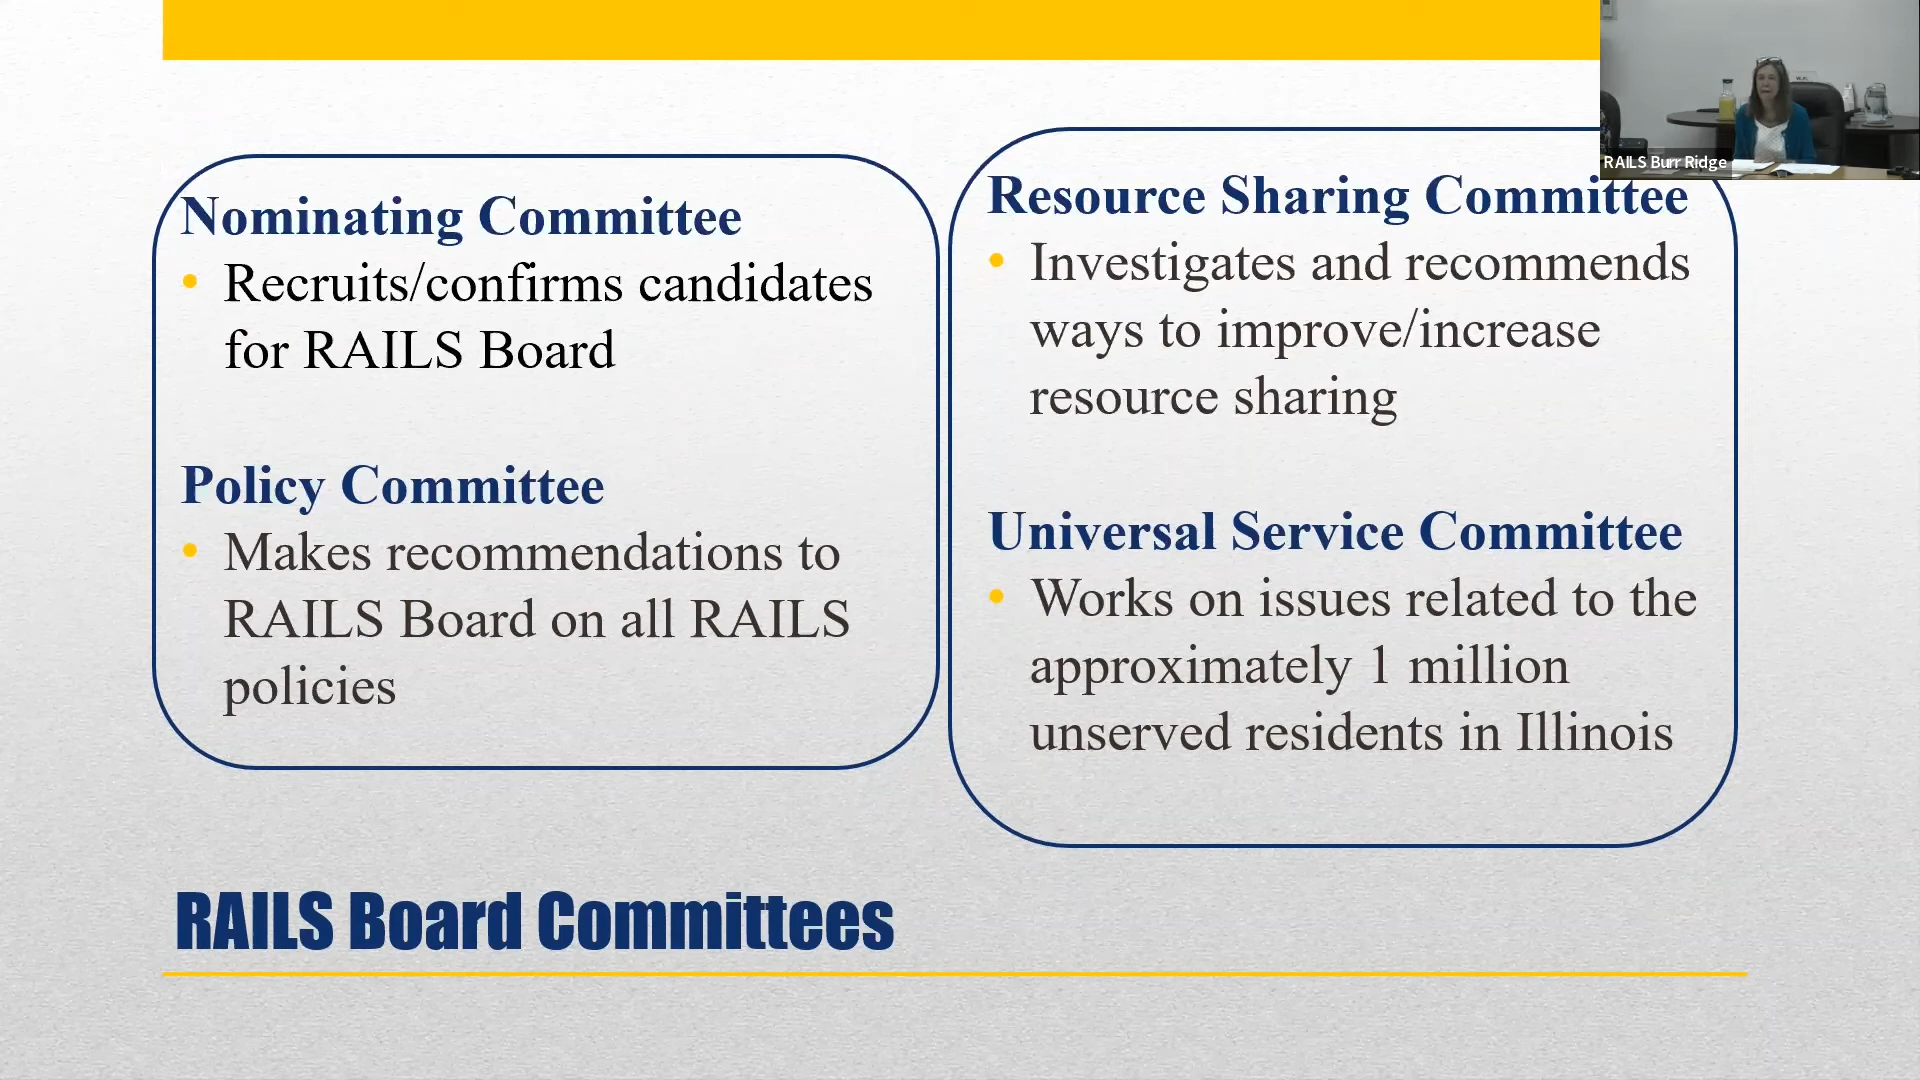 Nominating Committee
• Recruits/confirms candidates
for RAILS Board
Policy Committee
• Makes recommendations to
RAILS Board on all RAILS
policies
Resource Sharing Committee
• Investigates and recommends
ways to improve/increase
resource sharing
Universal Service Committee
• Works on issues related to the
approximately 1 million
unserved residents in Illinois
RAILS Board Committees
RAILS Burr Ridge